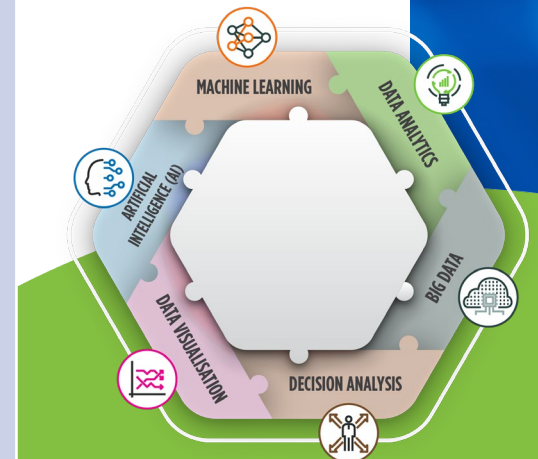 MACHINE LEARNING
DATA ANALYTICS
BIG DATA
DECISION ANALYSIS
DATA VISUALISATION
ARTIFICIAL
INTELLIGENCE (AI)